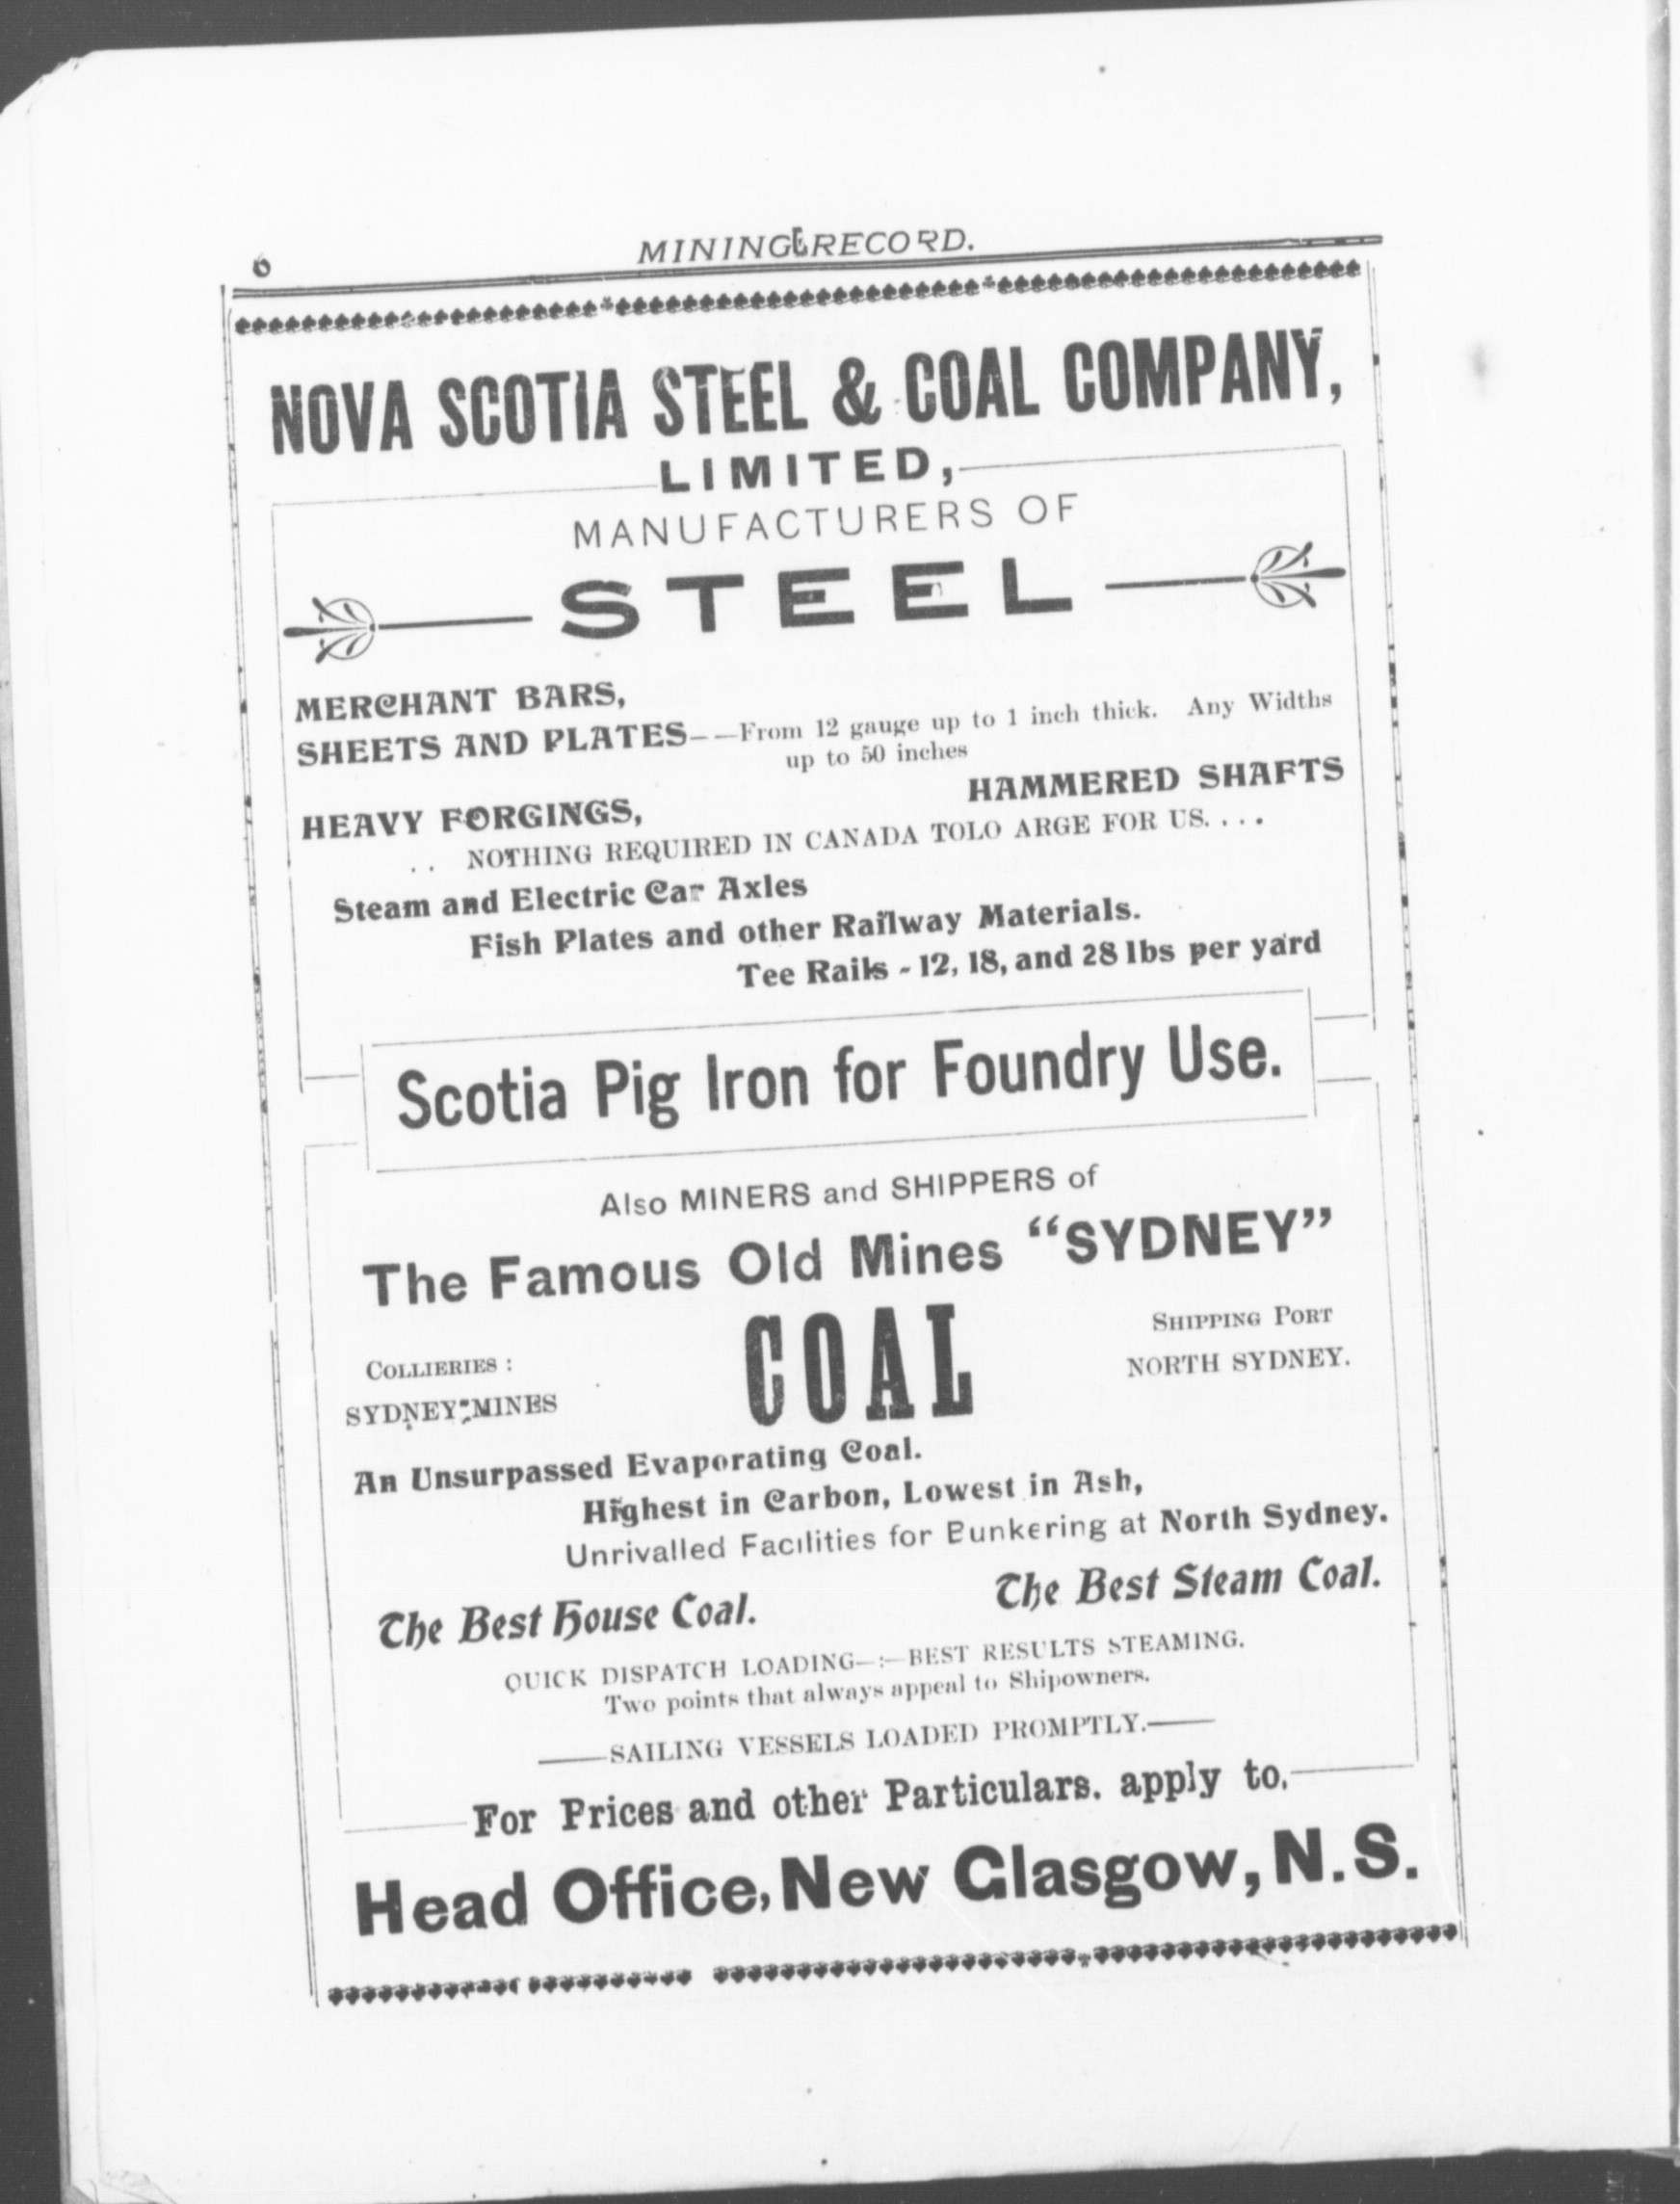 6
MINING RECORD.
NOVA SCOTIA STEEL & COAL COMPANY,
LIMITED,
MANUFACTURERS OF
STEEL
MERCHANT BARS,
SHEETS AND PLATES——From 12 gauge up to 1 inch thick. Any Widths
up to 50 inches
HEAVY FORGINGS, HAMMERED SHAFTS
.. NOTHING REQUIRED IN CANADA TOLO ARGE FOR US....
Steam and Electric Car Axles
Fish Plates and other Railway Materials.
Tee Rails - 12, 18, and 28 lbs per yard
Scotia Pig Iron for Foundry Use.
Also MINERS and SHIPPERS of
The Famous Old Mines "SYDNEY"
COAL
COLLIERIES:
SYDNEY MINES
SHIPPING PORT
NORTH SYDNEY.
An Unsurpassed Evaporating Coal.
Highest in Carbon, Lowest in Ash,
Unrivalled Facilities for Bunkering at North Sydney.
The Best House Coal. The Best Steam Coal.
QUICK DISPATCH LOADING—:—BEST RESULTS STEAMING.
Two points that always appeal to Shipowners.
——SAILING VESSELS LOADED PROMPTLY.——
For Prices and other Particulars. apply to,
Head Office, New Glasgow, N.S.